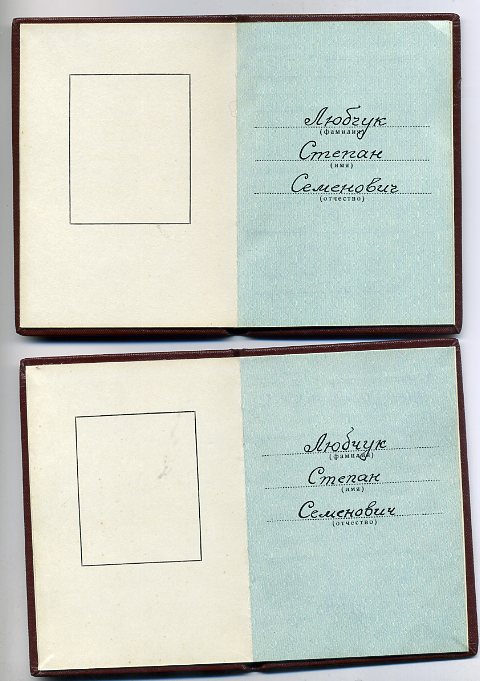 Любчук
(фамилия)
Степан
(имя)
Семенович
(отчество)
Любчук
(фамилия)
Степан
(имя)
Семенович
(отчество)